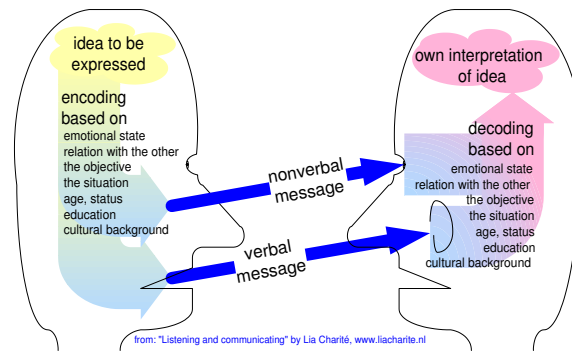 idea to be
expressed
encoding
based on
emotional state
relation with the other
the objective
the situation
age, status
education
cultural background
nonverbal
message
verbal
message
own interpretation
of idea
decoding
based on
emotional state
relation with the other
the objective
the situation
age, status
education
cultural background
from: "Listening and communicating" by Lia Charité, www.liacharite.nl